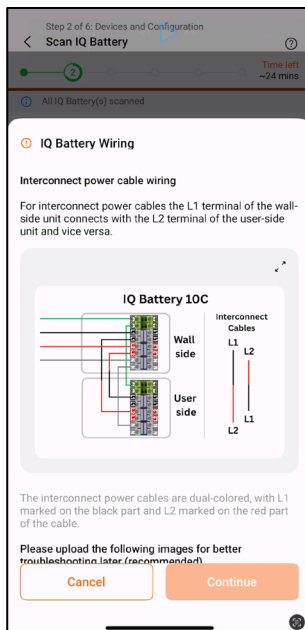 Step 2 of 6: Devices and Configuration
Scan IQ Battery
2
Time left
~24 mins
All IQ Battery(s) scanned
IQ Battery Wiring
Interconnect power cable wiring
For interconnect power cables the L1 terminal of the wall-
side unit connects with the L2 terminal of the user-side
unit and vice versa.
IQ Battery 10C
Wall
side
User
side
Interconnect
Cables
L1
L2
L1
L2
The interconnect power cables are dual-colored, with L1
marked on the black part and L2 marked on the red part
of the cable.
Please upload the following images for better
troubleshooting later (recommended)
Cancel
Continue